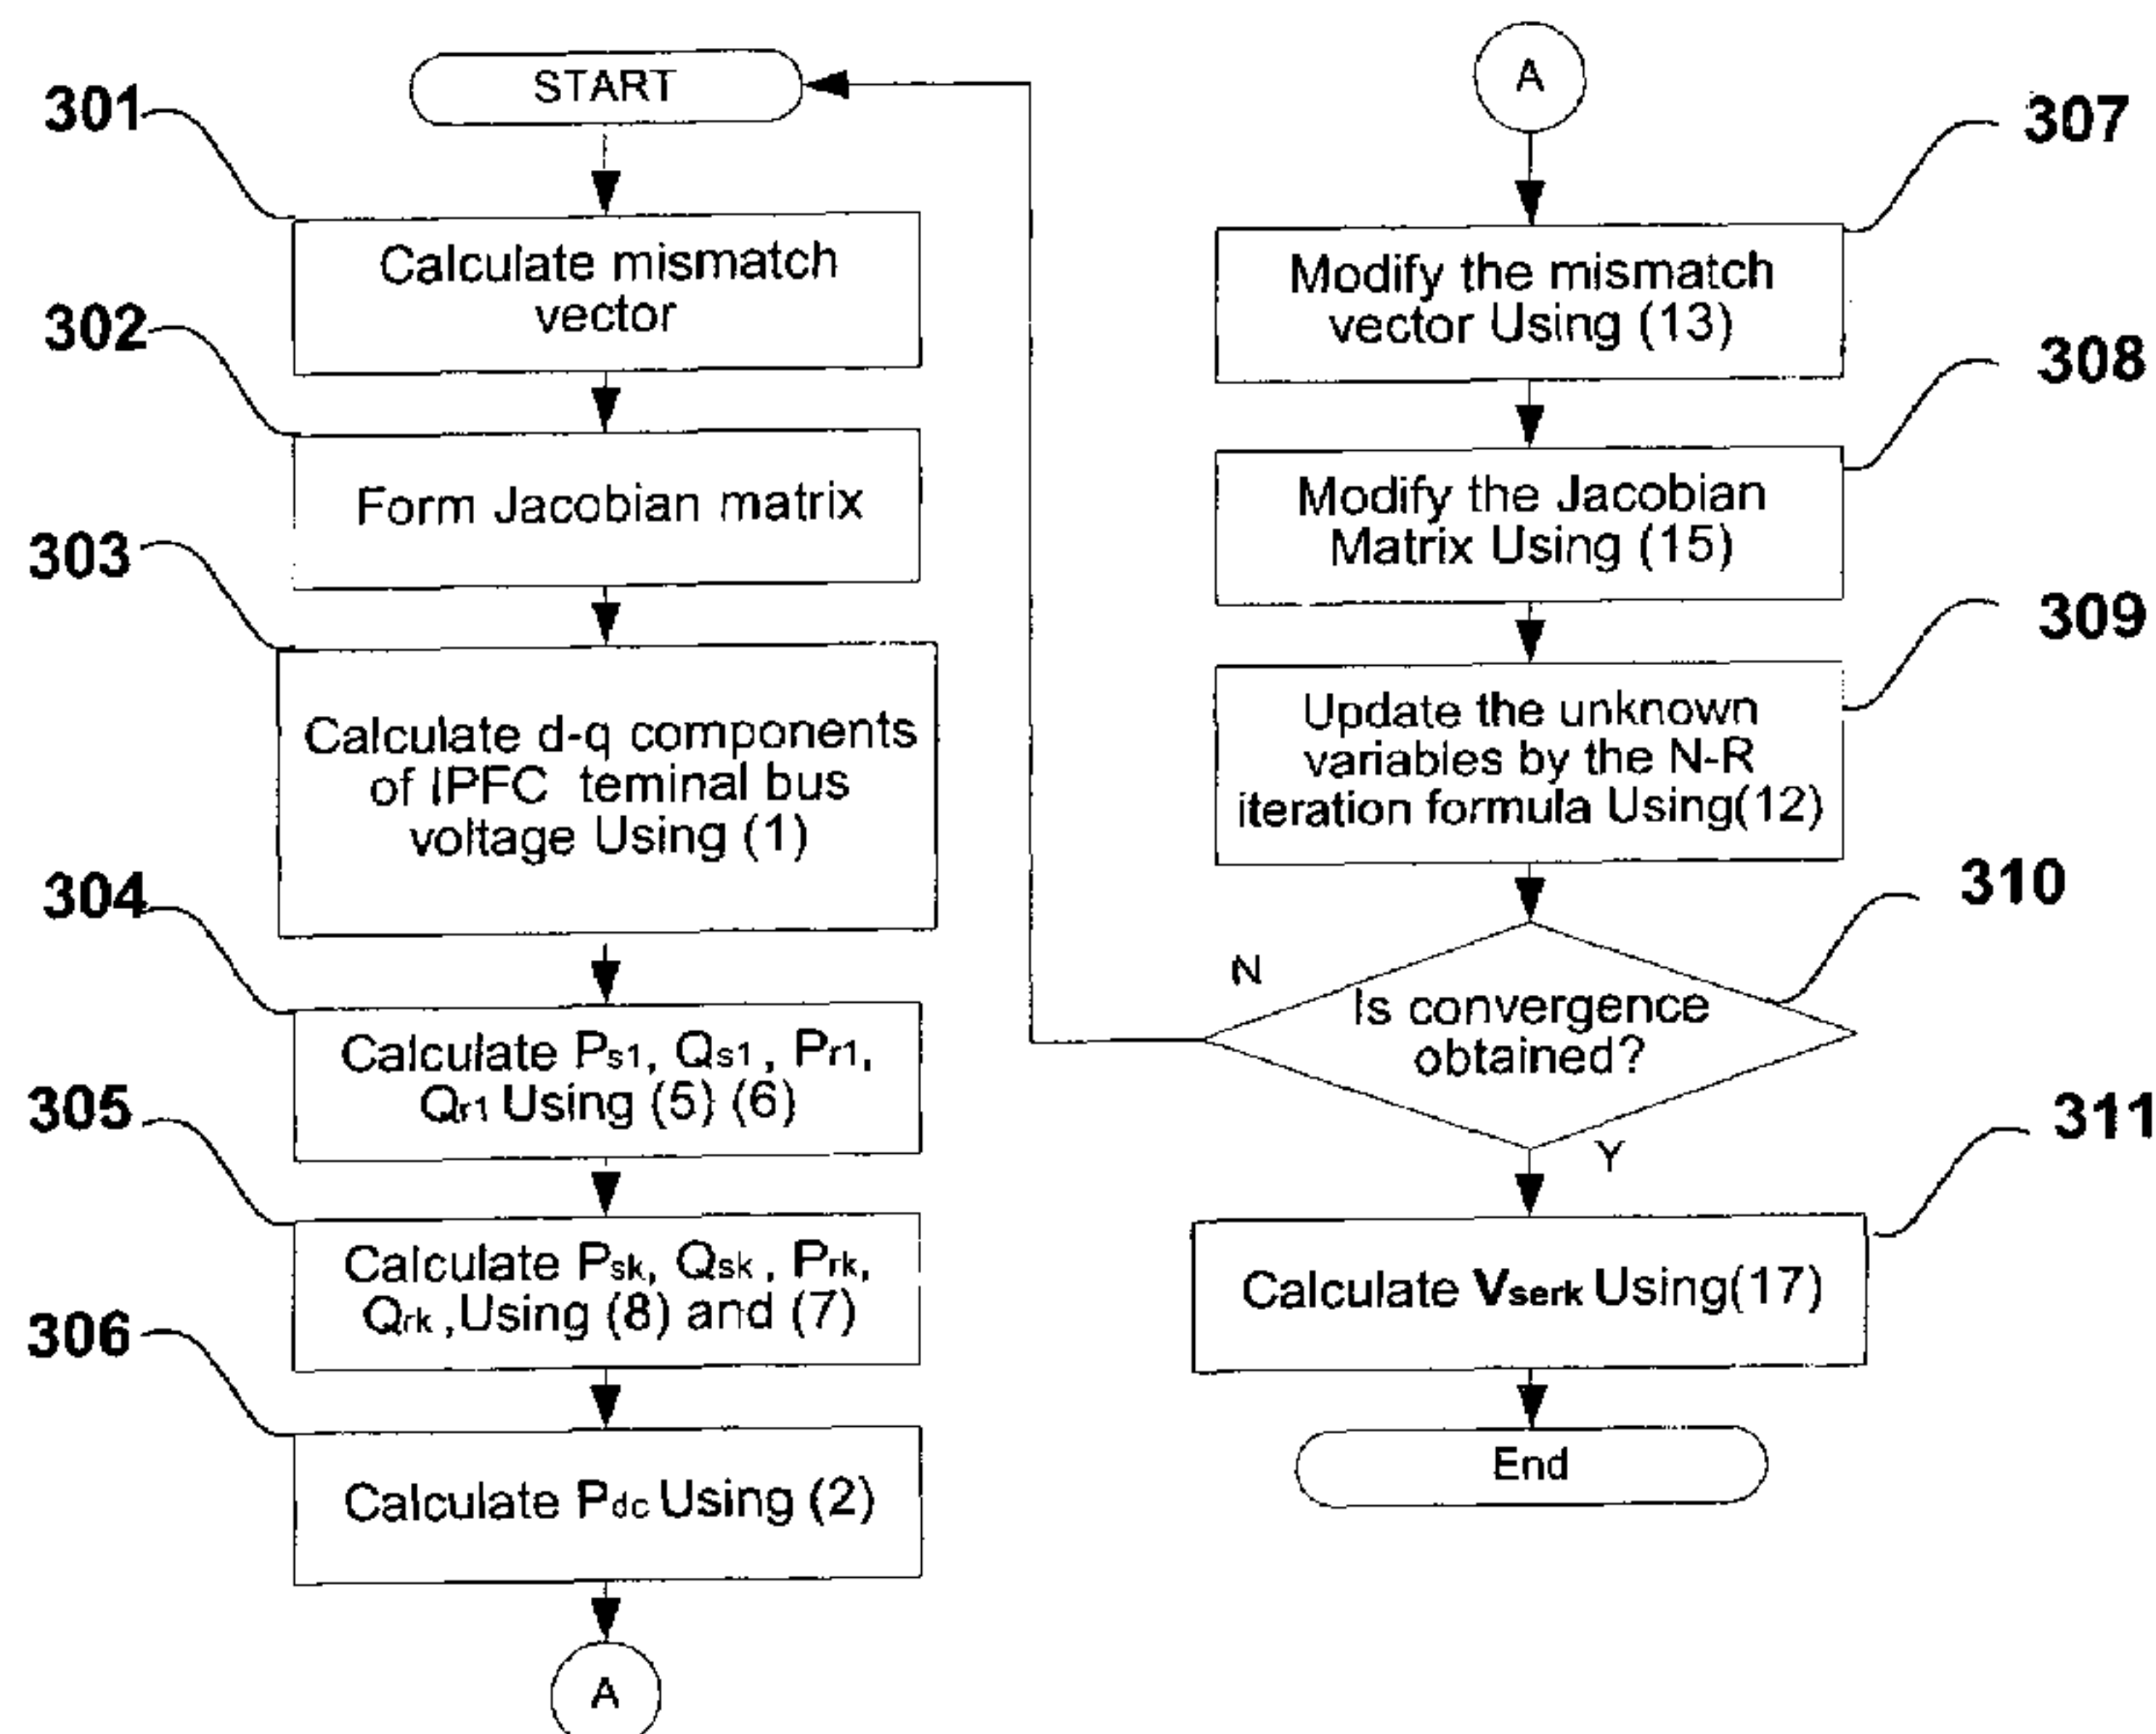 START
301
Calculate mismatch
vector
302
Form Jacobian matrix
303
Calculate d-q components
of IPFC teminal bus
voltage Using (1)
304
Calculate Ps1, Qs1, Pr1,
Qr1 Using (5) (6)
305
Calculate Psk, Qsk, Prk,
Qrk ,Using (8) and (7)
306
Calculate Pdc Using (2)
A
A
307
Modify the mismatch
vector Using (13)
308
Modify the Jacobian
Matrix Using (15)
309
Update the unknown
variables by the N-R
iteration formula Using(12)
310
N
Is convergence
obtained?
Y
311
Calculate Vserk Using(17)
End